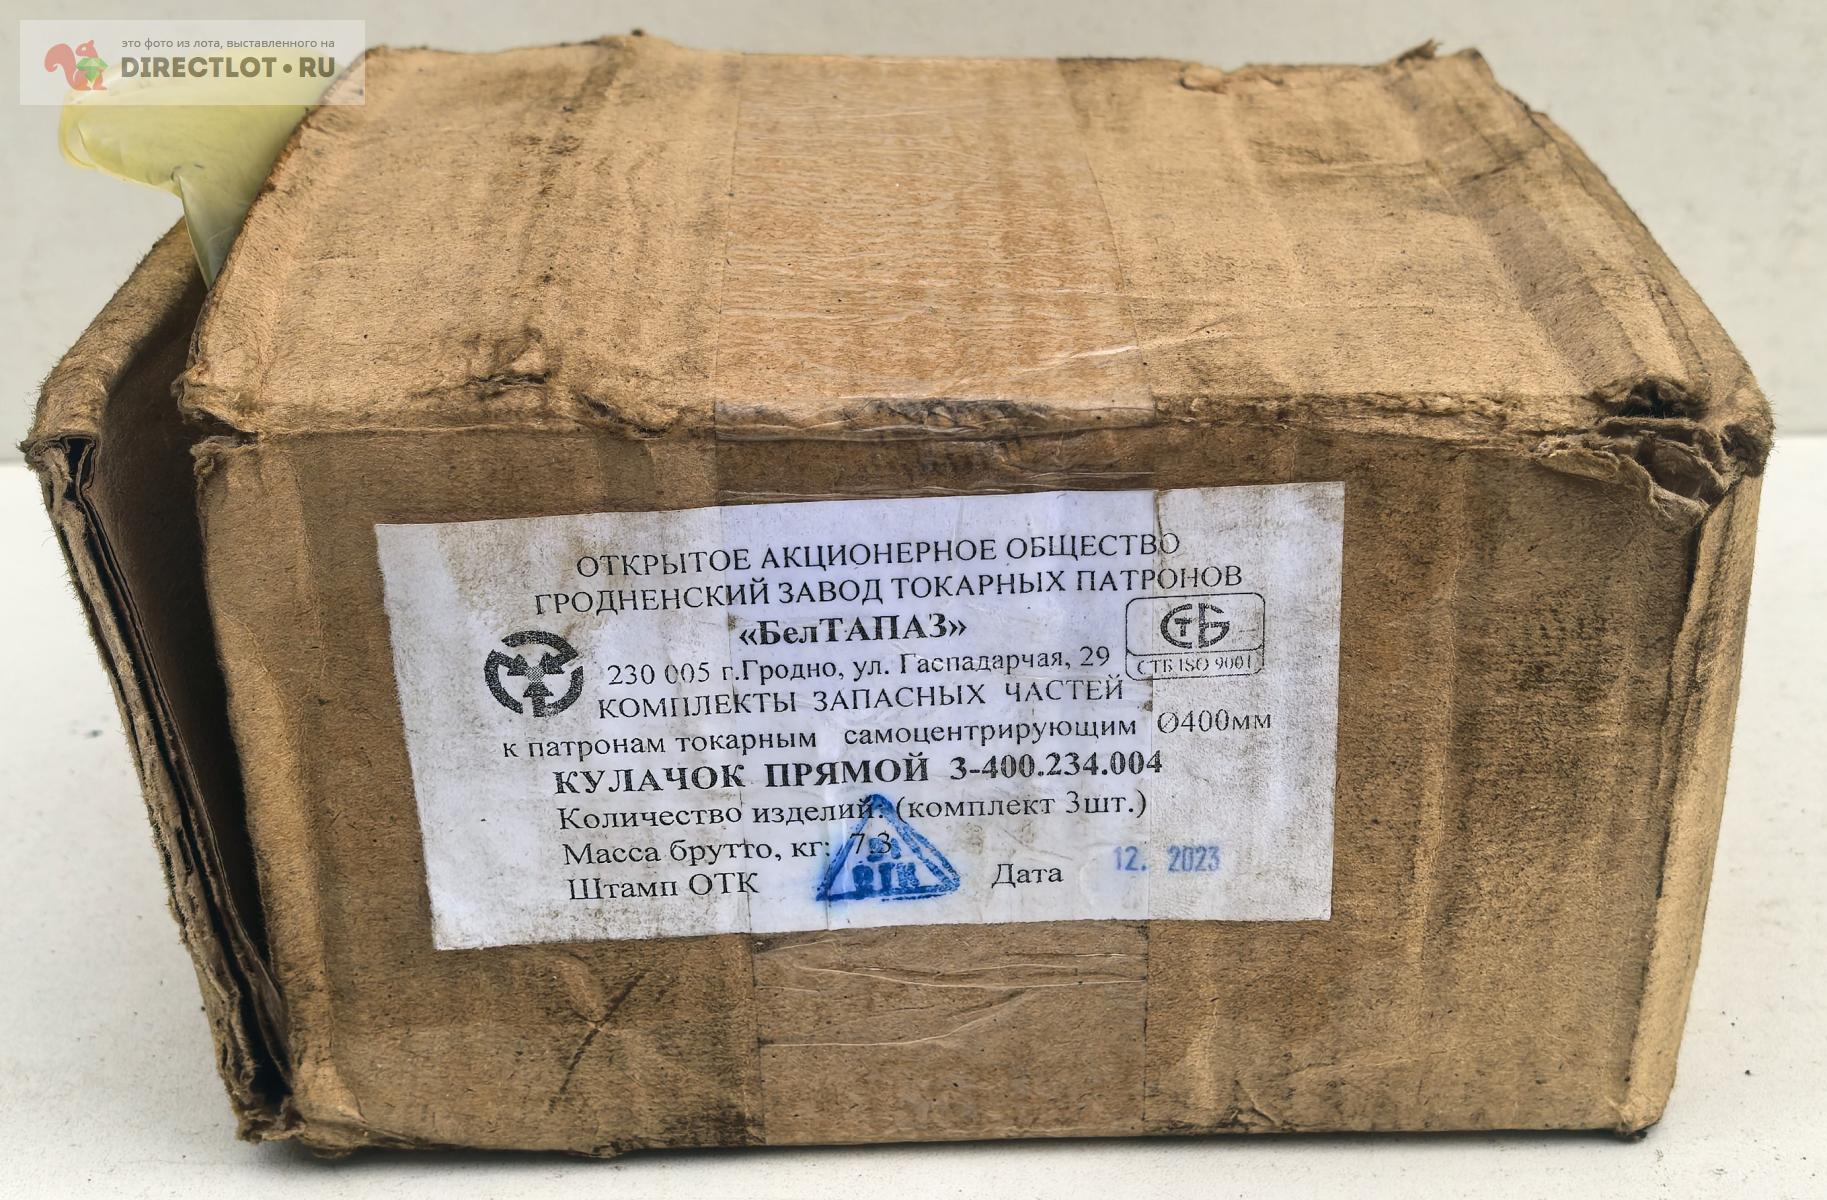 это фото из лота, выставленного на
DIRECTLOT•RU
ОТКРЫТОЕ АКЦИОНЕРНОЕ ОБЩЕСТВО
ГРОДНЕНСКИЙ ЗАВОД ТОКАРНЫХ ПАТРОНОВ
«БелТАПАЗ»
СТБ
230 005 г.Гродно, ул. Гаспадарчая, 29
СТБ ISO 9001
КОМПЛЕКТЫ ЗАПАСНЫХ ЧАСТЕЙ
к патронам токарным самоцентрирующим Ø400мм
КУЛАЧОК ПРЯМОЙ 3-400.234.004
Количество изделий: (комплект 3шт.)
Масса брутто, кг: 7.3
Штамп ОТК Дата 12. 2023